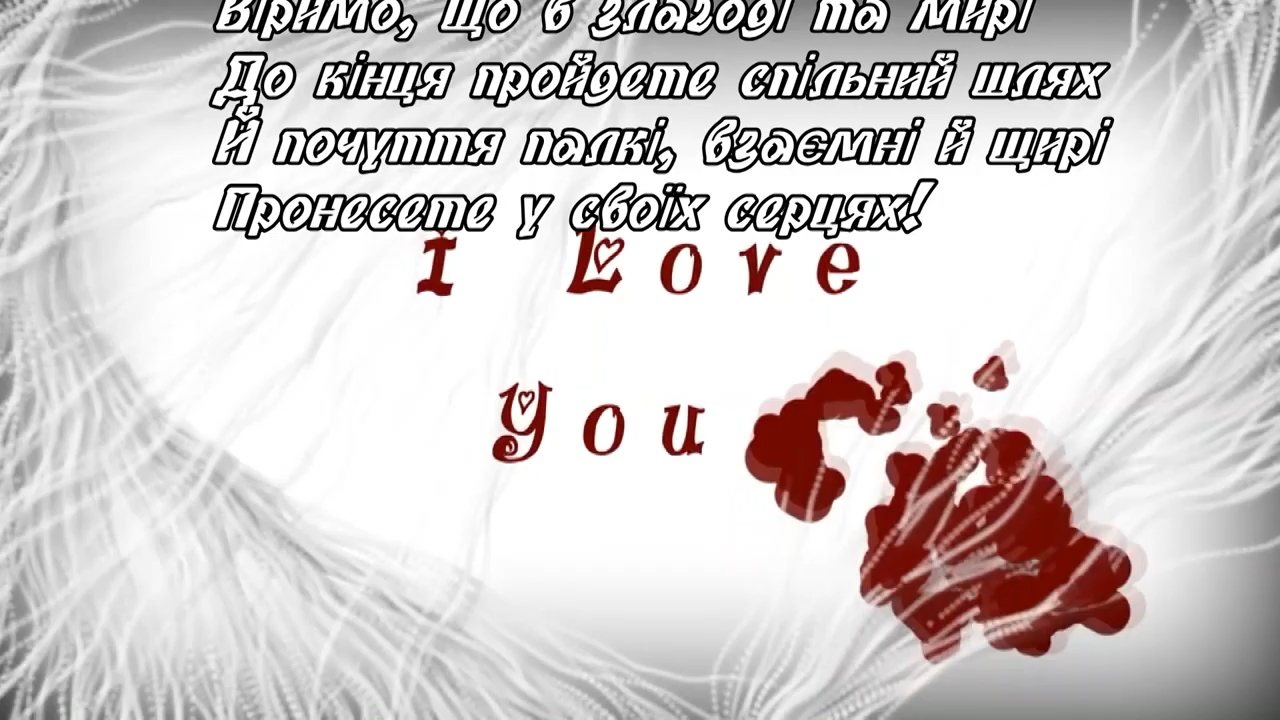 Віримо, що в злагоді та мирі
До кінця пройдете спільний шлях
Й почуття палкі, взаємні й щирі
Пронесете у своїх серцях!
I Love
You